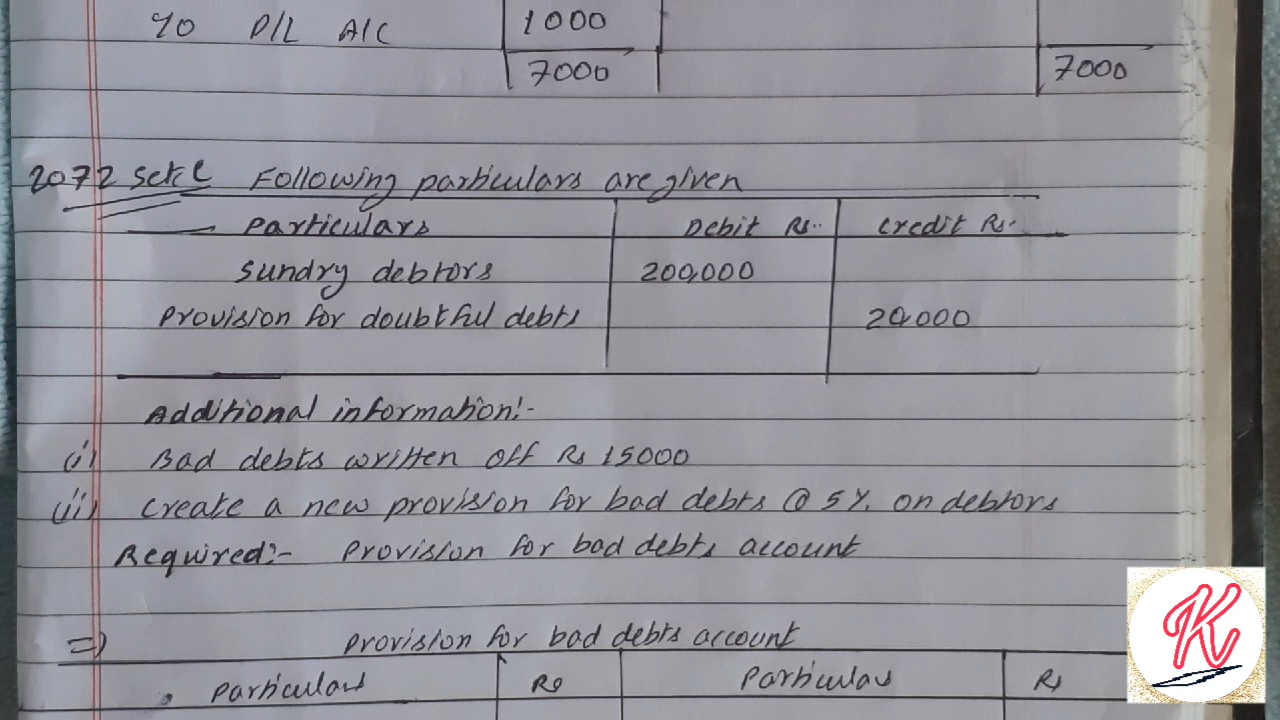 To P/L A/C 1000
7000 7000
2072 Set C Following particulars are given
Particulars Debit Rs.. Credit Rs.
Sundry debtors 200,000
Provision for doubtful debts 20,000
Additional information:-
(i) Bad debts written off Rs 15000
(ii) Create a new provision for bad debts @ 5%. on debtors
Required:- Provision for bad debts account
=) Provision for bad debts account
Particulars Rs Particulars Rs
K